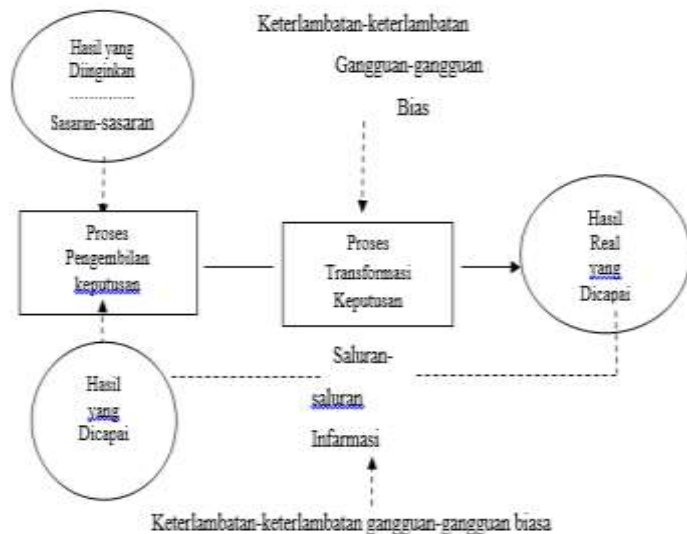 Keterlambatan-keterlambatan
Gangguan-gangguan
Bias
Hasil yang
Diinginkan
Sasaran-sasaran
Proses
Pengembilan
keputusan
Proses
Transformasi
Keputusan
Hasil
Real
yang
Dicapai
Hasil
yang
Dicapai
Saluran-
saluran
Infarmasi
Keterlambatan-keterlambatan gangguan-gangguan biasa